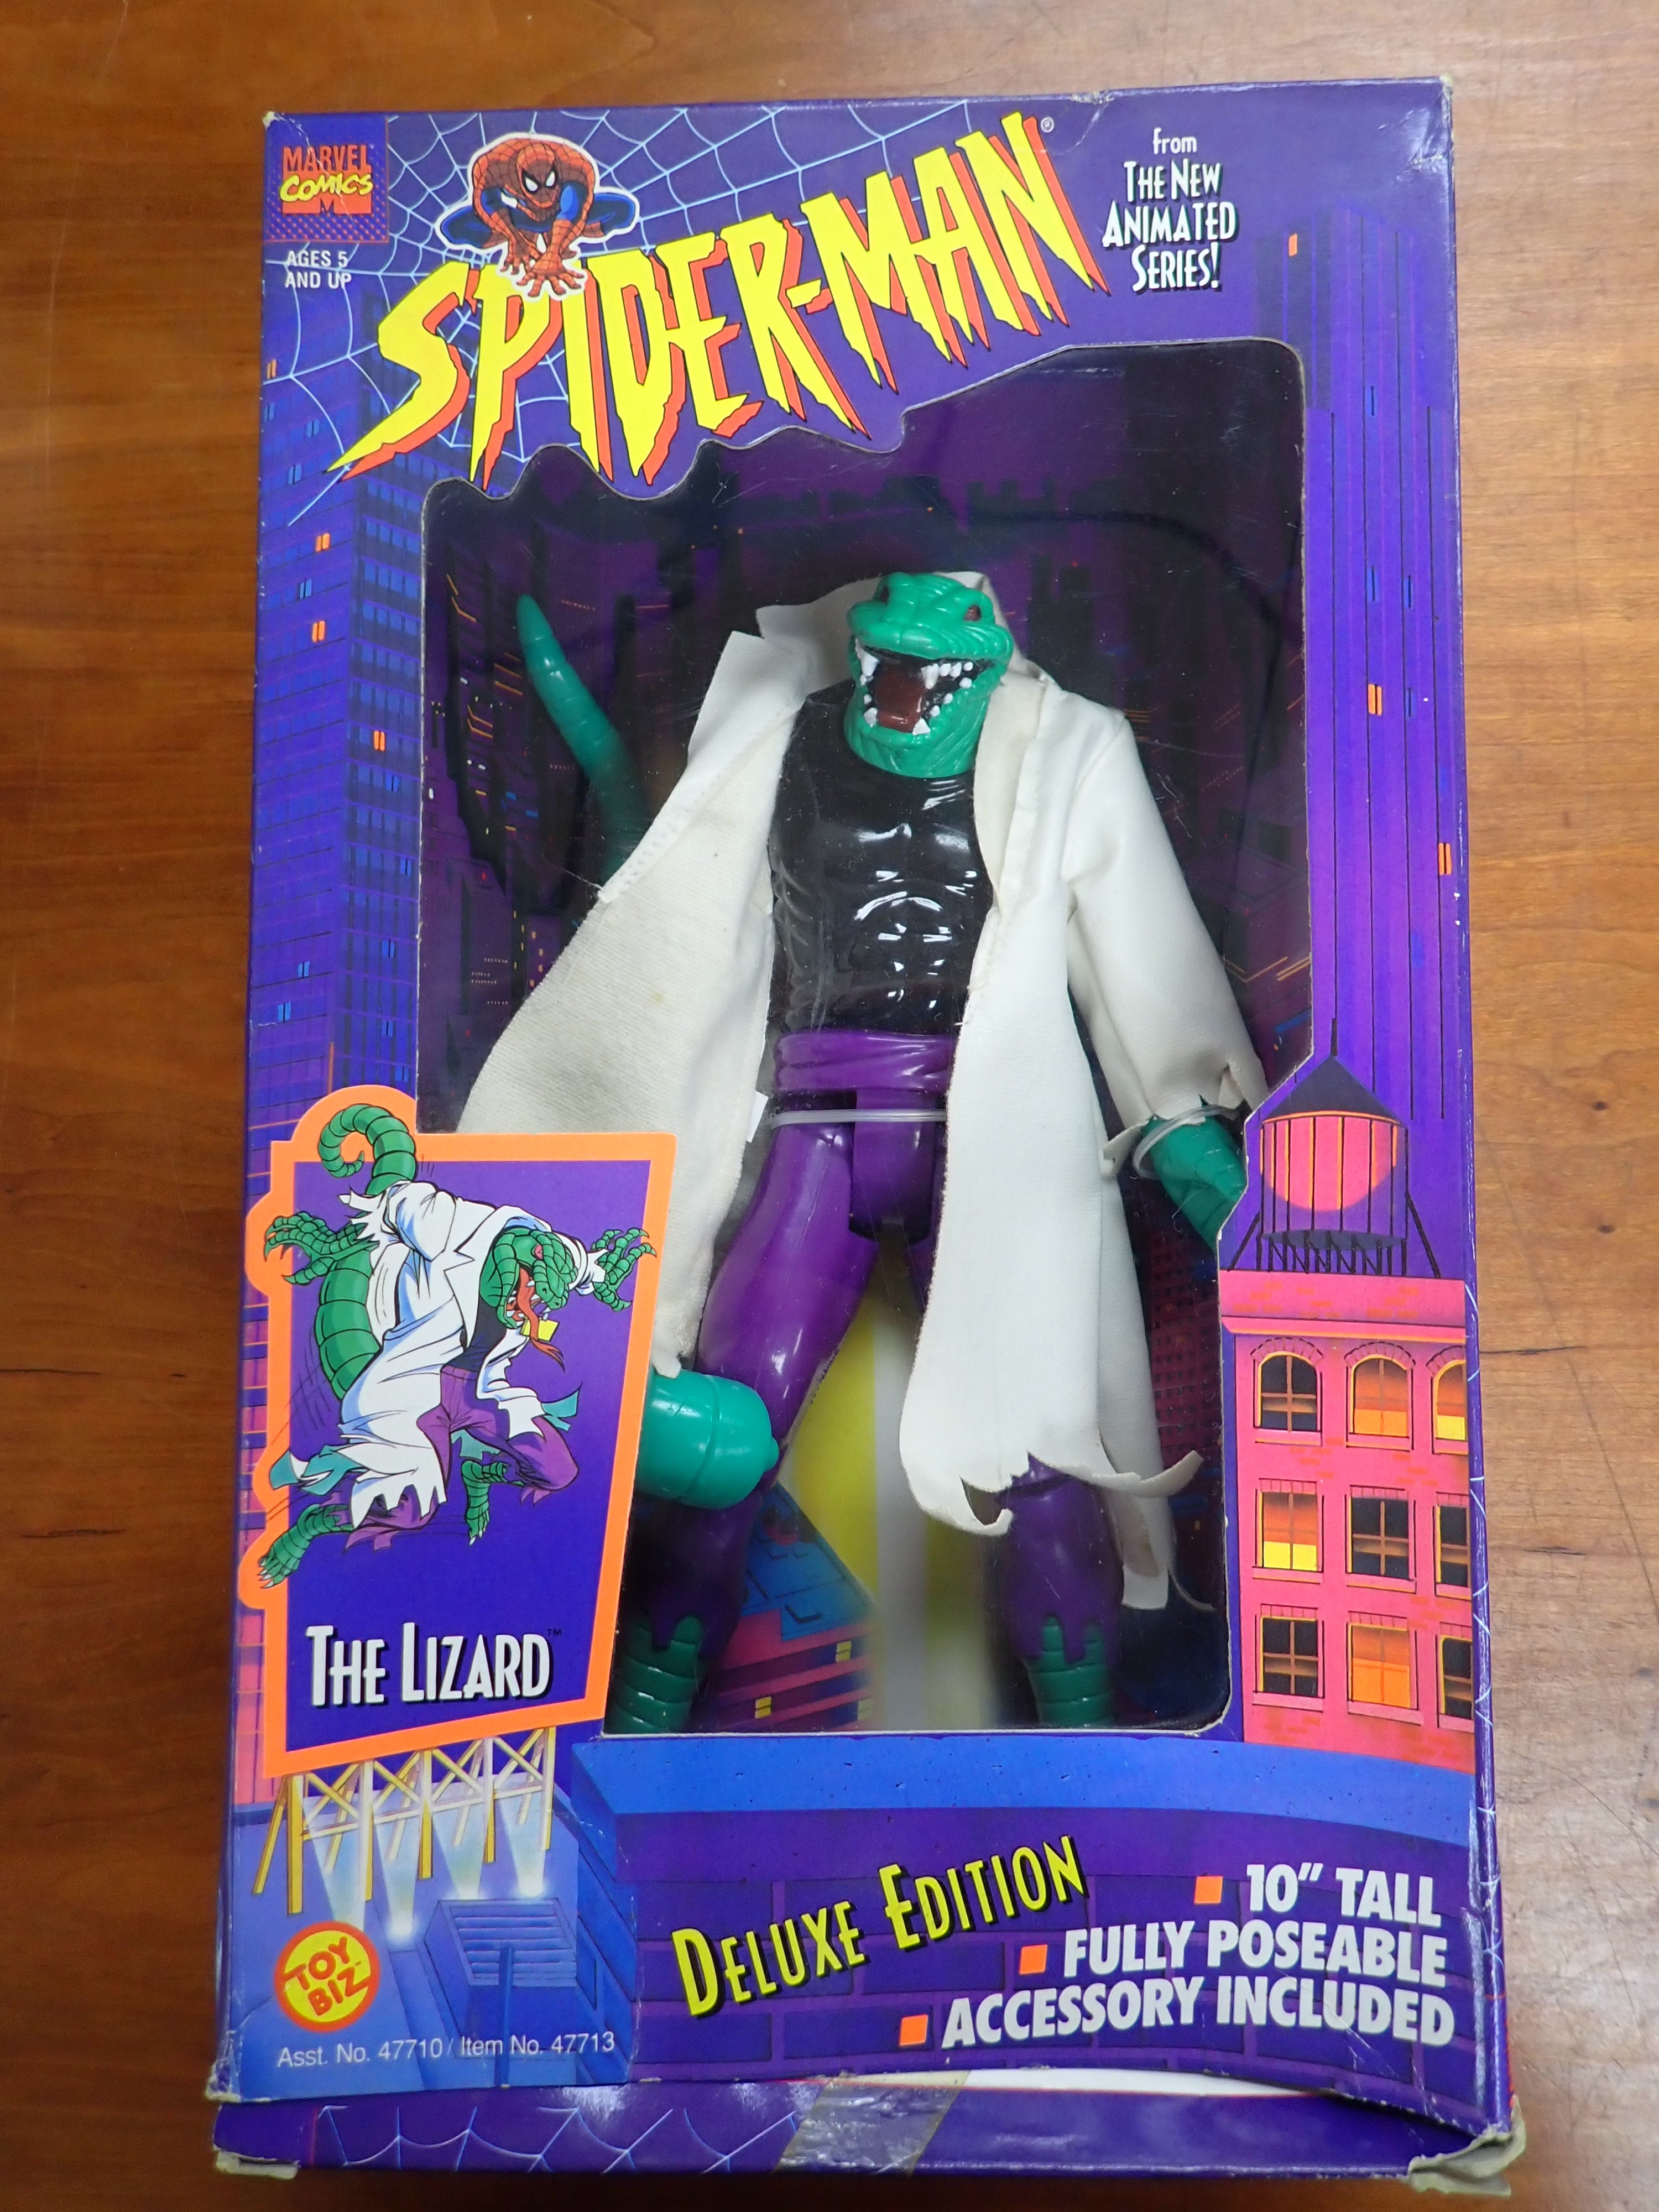 MARVEL
COMICS
M
AGES 5
AND UP
SPIDER-MAN®
from
THE NEW
ANIMATED
SERIES!
THE LIZARD™
DELUXE EDITION
10" TALL
FULLY POSEABLE
ACCESSORY INCLUDED
TOY
BIZ
Asst. No. 47710 / Item No. 47713